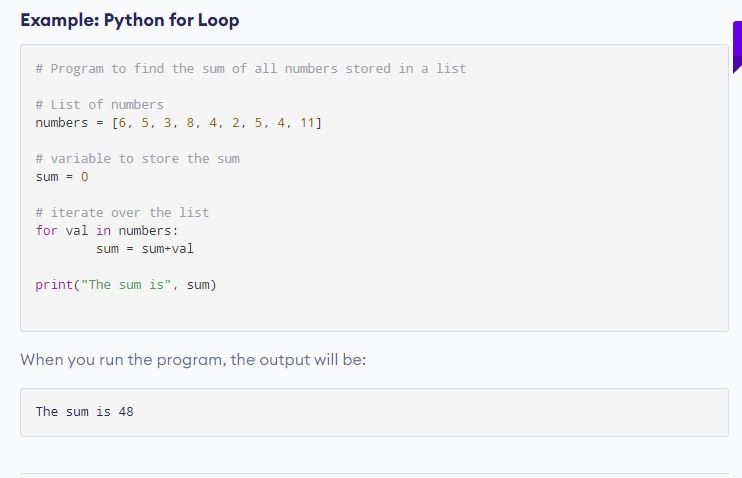 Example: Python for Loop
# Program to find the sum of all numbers stored in a list
# List of numbers
numbers = [6, 5, 3, 8, 4, 2, 5, 4, 11]
# variable to store the sum
sum = 0
# iterate over the list
for val in numbers:
        sum = sum+val
print("The sum is", sum)
When you run the program, the output will be:
The sum is 48